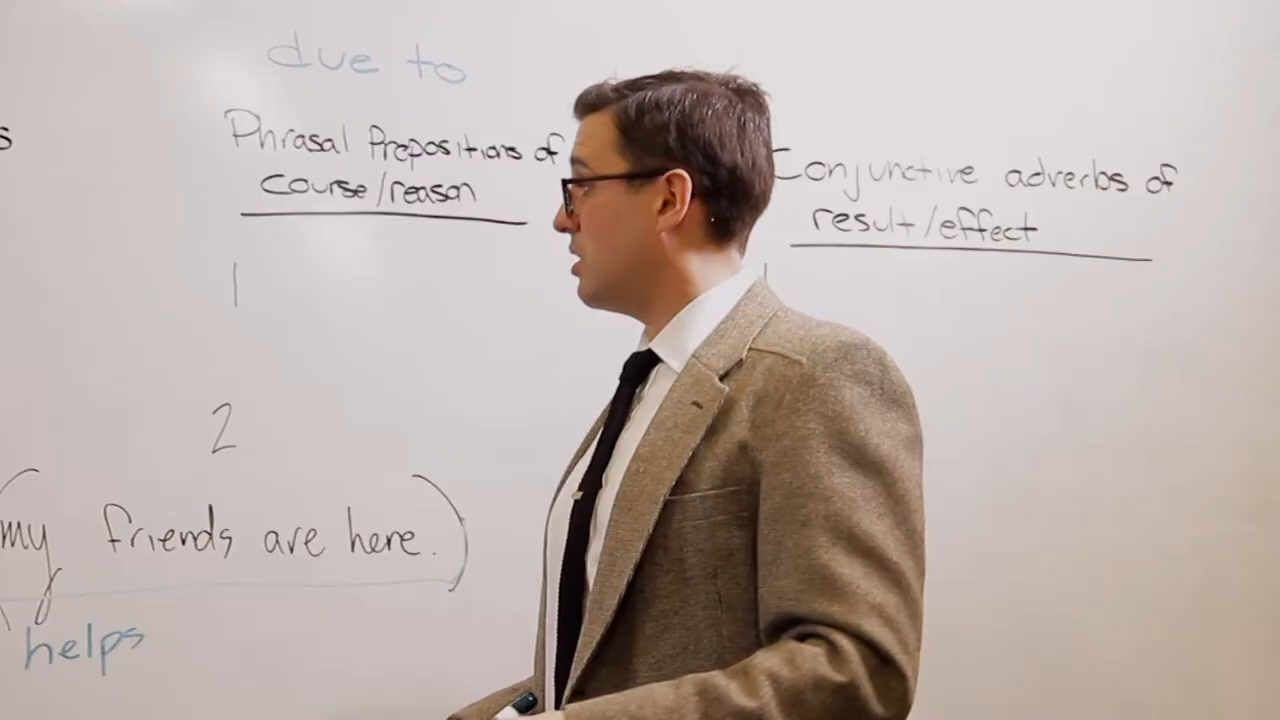 due to
s
Phrasal Prepositions of
course/reason
Conjunctive adverbs of
result/effect
1
1
2
(my friends are here.)
helps